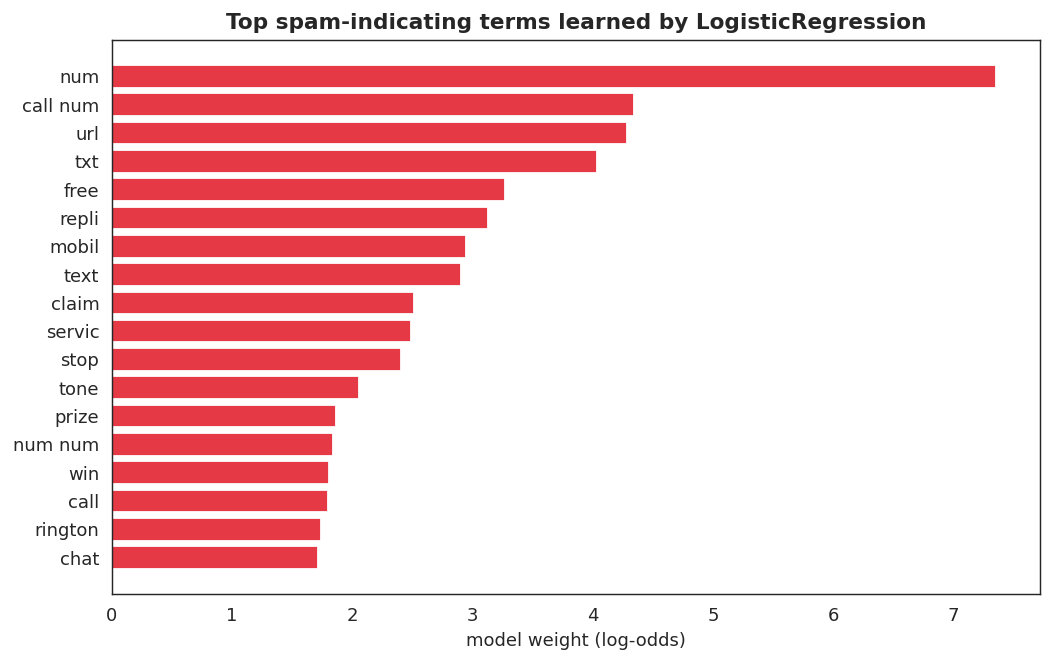 Top spam-indicating terms learned by LogisticRegression
num
call num
url
txt
free
repli
mobil
text
claim
servic
stop
tone
prize
num num
win
call
rington
chat
0 1 2 3 4 5 6 7
model weight (log-odds)